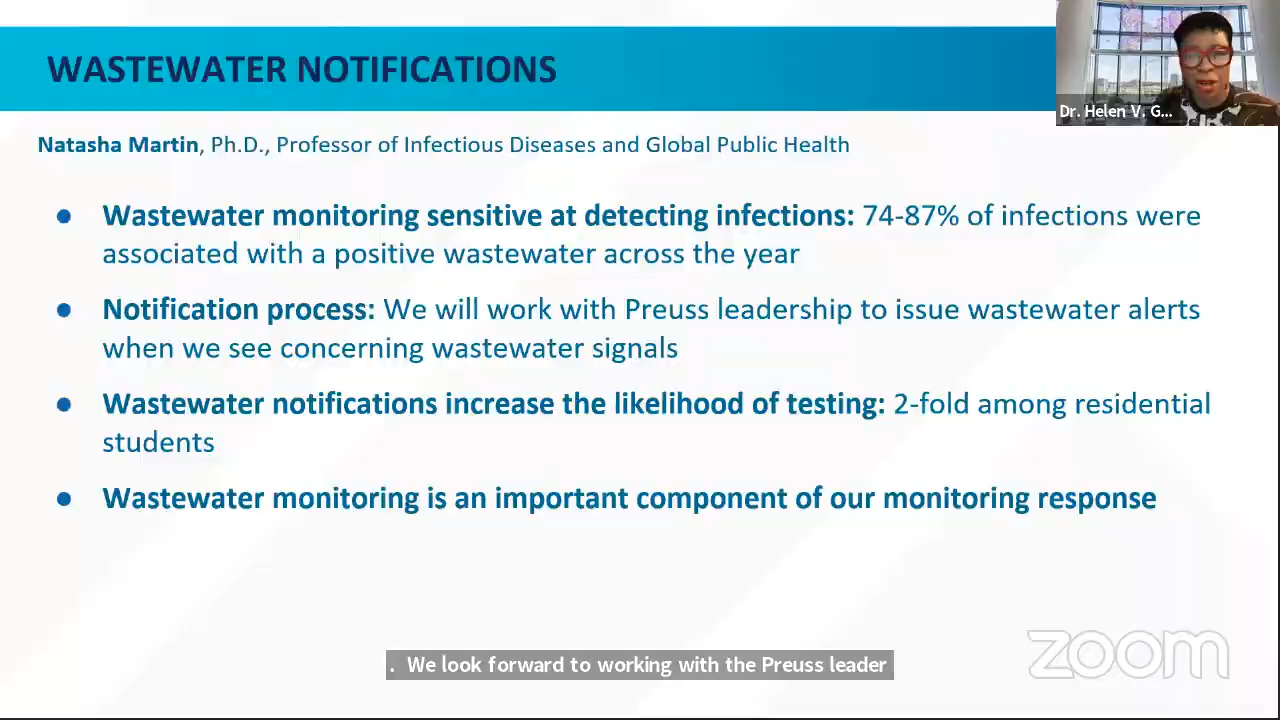 WASTEWATER NOTIFICATIONS
Dr. Helen V. G...
Natasha Martin, Ph.D., Professor of Infectious Diseases and Global Public Health
● Wastewater monitoring sensitive at detecting infections: 74-87% of infections were
associated with a positive wastewater across the year
● Notification process: We will work with Preuss leadership to issue wastewater alerts
when we see concerning wastewater signals
● Wastewater notifications increase the likelihood of testing: 2-fold among residential
students
● Wastewater monitoring is an important component of our monitoring response
. We look forward to working with the Preuss leader
zoom